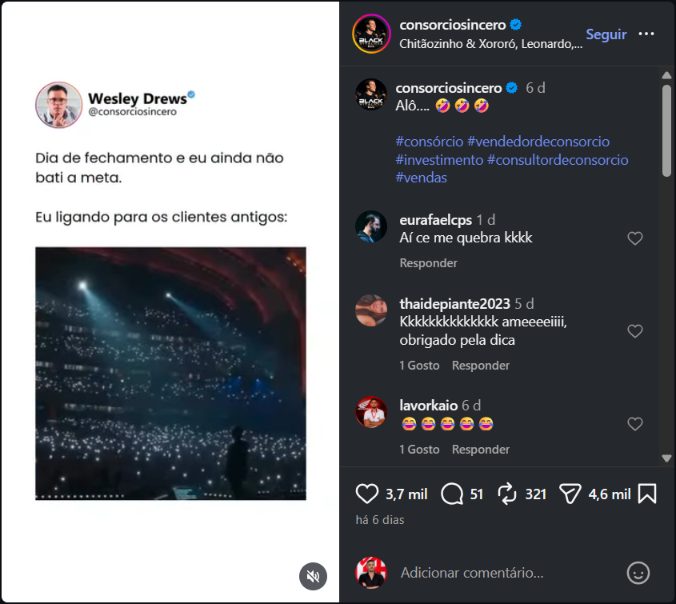 Wesley Drews
@consorciosincero
Dia de fechamento e eu ainda não
bati a meta.
Eu ligando para os clientes antigos:
consorciosincero
Chitãozinho & Xororó, Leonardo,...
Seguir
consorciosincero 6 d
Alô.... 🤣 🤣 🤣
#consórcio #vendedordeconsorcio
#investimento #consultordeconsorcio
#vendas
eurafaelcps 1 d
Aí ce me quebra kkkk
Responder
thaidepiante2023 5 d
Kkkkkkkkkkkkkk ameeeeiiii,
obrigado pela dica
1 Gosto Responder
lavorkaio 6 d
😂 😂 😂 😂 😂
1 Gosto Responder
3,7 mil 51 321 4,6 mil
há 6 dias
Adicionar comentário...